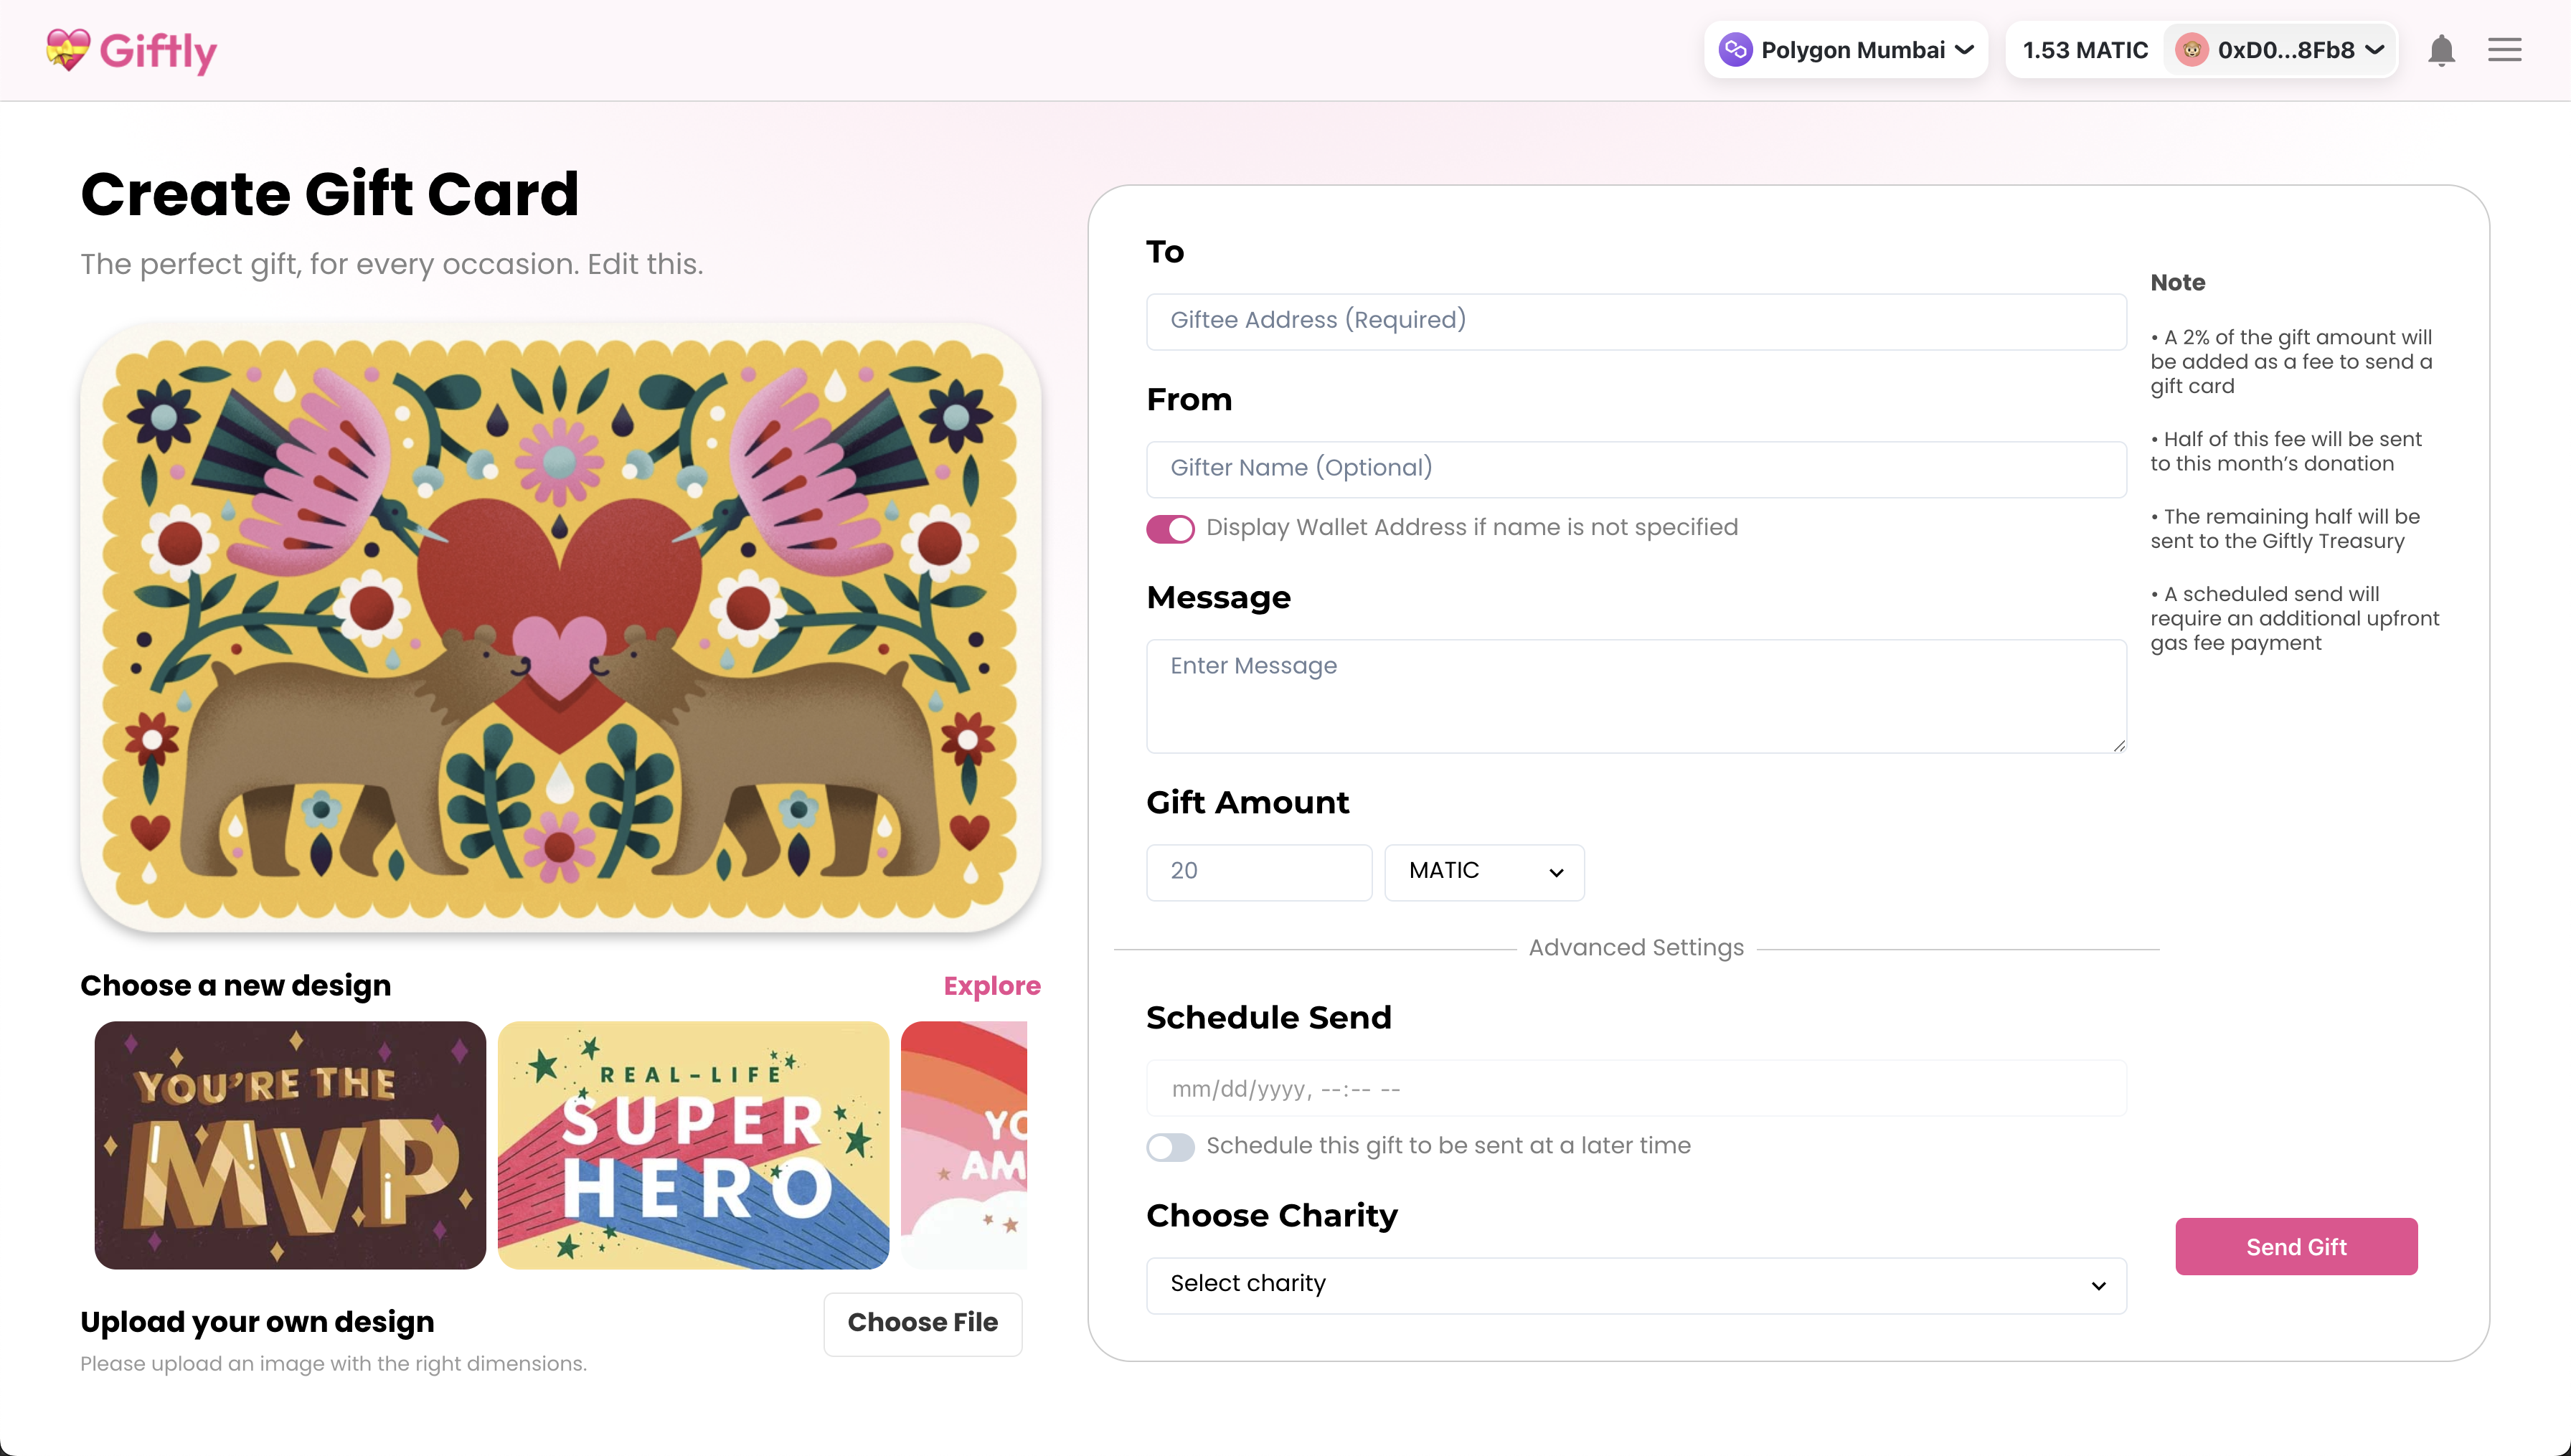 Giftly
Polygon Mumbai
1.53 MATIC
0xD0...8Fb8
Create Gift Card
The perfect gift, for every occasion. Edit this.
Choose a new design
Explore
YOU'RE THE
MVP
REAL-LIFE
SUPER
HERO
YO
AM
Upload your own design
Please upload an image with the right dimensions.
Choose File
To
Giftee Address (Required)
From
Gifter Name (Optional)
Display Wallet Address if name is not specified
Message
Enter Message
Gift Amount
20
MATIC
Advanced Settings
Schedule Send
mm/dd/yyyy, --:-- --
Schedule this gift to be sent at a later time
Choose Charity
Select charity
Note
• A 2% of the gift amount will
be added as a fee to send a
gift card
• Half of this fee will be sent
to this month’s donation
• The remaining half will be
sent to the Giftly Treasury
• A scheduled send will
require an additional upfront
gas fee payment
Send Gift